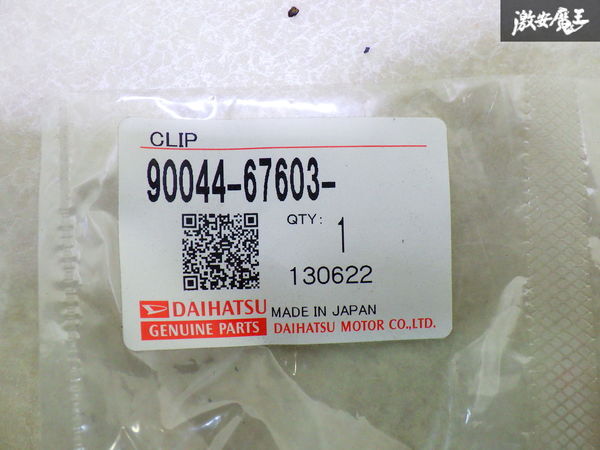 激安魔王
CLIP
90044-67603-
QTY: 1
130622
DAIHATSU
GENUINE PARTS
MADE IN JAPAN
DAIHATSU MOTOR CO.,LTD.